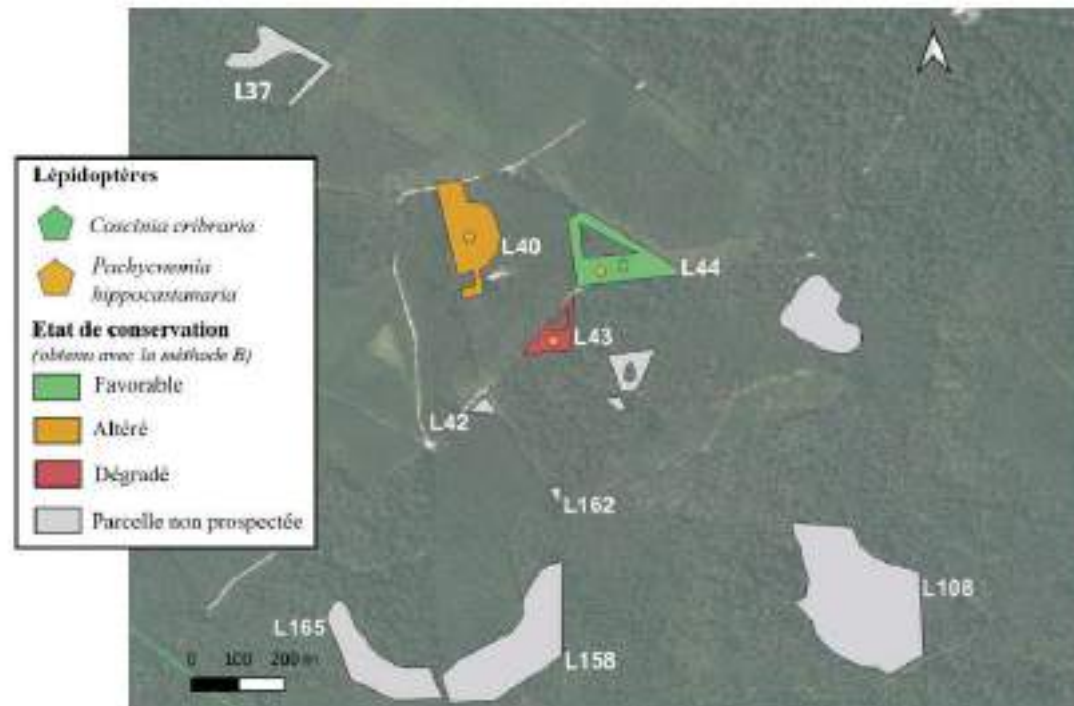 L37
Lépidoptères
Coscinia cribraria
Pachycnemia
hippocastanaria
Etat de conservation
(obtenu avec la méthode B)
Favorable
Altéré
Dégradé
Parcelle non prospectée
L40
L44
L43
L42
L162
L108
L165
L158
0 100 200 m